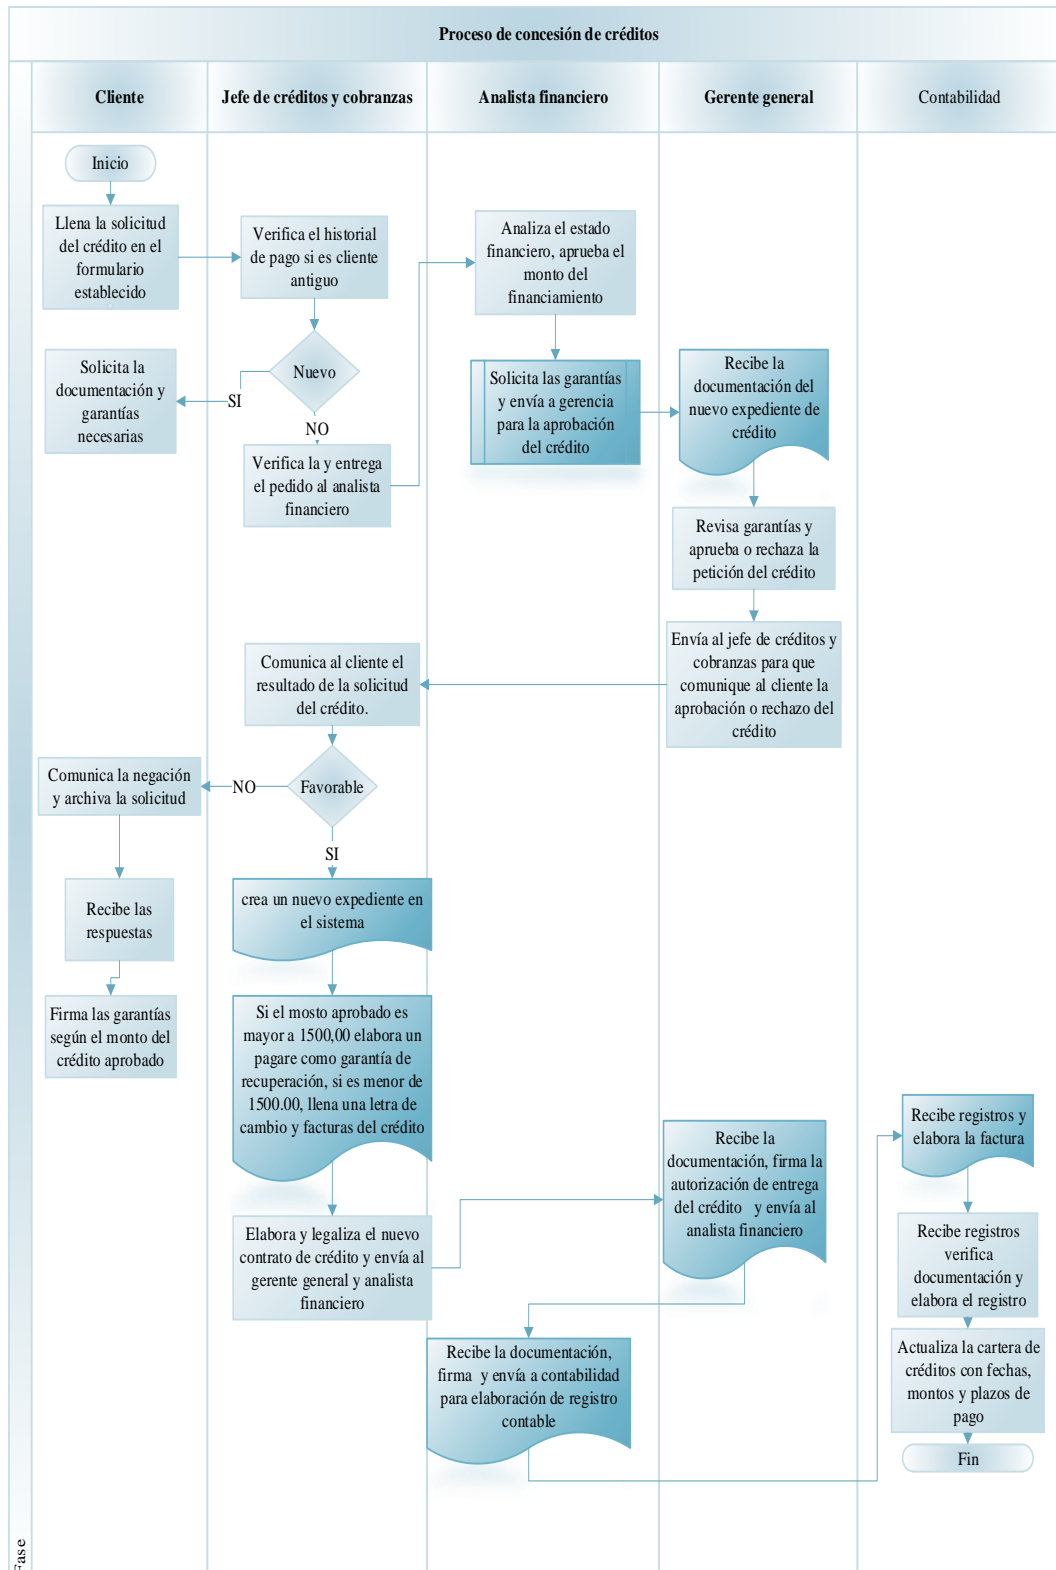 Proceso de concesión de créditos
Cliente
Jefe de créditos y cobranzas
Analista financiero
Gerente general
Contabilidad
Inicio
Llena la solicitud
del crédito en el
formulario
establecido
Verifica el historial
de pago si es cliente
antiguo
Analiza el estado
financiero, aprueba el
monto del
financiamiento
Nuevo
SI
NO
Solicita la
documentación y
garantías
necesarias
Verifica la y entrega
el pedido al analista
financiero
Solicita las garantías
y envía a gerencia
para la aprobación
del crédito
Recibe la
documentación del
nuevo expediente de
crédito
Revisa garantías y
aprueba o rechaza la
petición del crédito
Envía al jefe de créditos y
cobranzas para que
comunique al cliente la
aprobación o rechazo del
crédito
Comunica al cliente el
resultado de la solicitud
del crédito.
Favorable
NO
SI
Comunica la negación
y archiva la solicitud
Recibe las
respuestas
Firma las garantías
según el monto del
crédito aprobado
crea un nuevo expediente en
el sistema
Si el mosto aprobado es
mayor a 1500,00 elabora un
pagare como garantía de
recuperación, si es menor de
1500.00, llena una letra de
cambio y facturas del crédito
Elabora y legaliza el nuevo
contrato de crédito y envía al
gerente general y analista
financiero
Recibe la
documentación, firma la
autorización de entrega
del crédito y envía al
analista financiero
Recibe la documentación,
firma y envía a contabilidad
para elaboración de registro
contable
Recibe registros y
elabora la factura
Recibe registros
verifica
documentación y
elabora el registro
Actualiza la cartera de
créditos con fechas,
montos y plazos de
pago
Fin
Fase